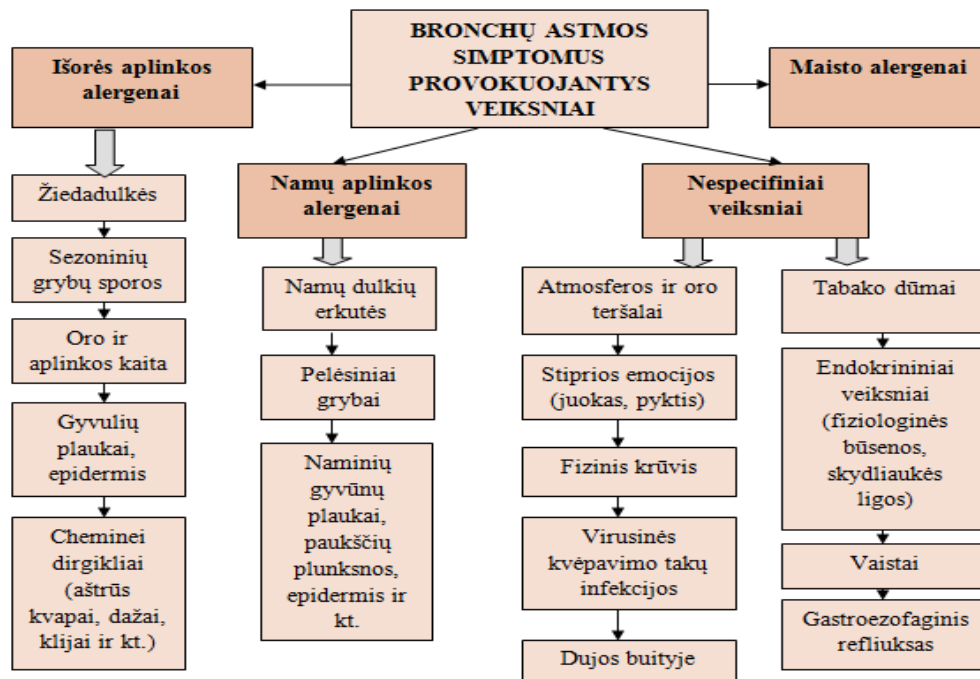 BRONCHŲ ASTMOS
SIMPTOMUS
PROVOKUOJANTYS
VEIKSNIAI
Išorės aplinkos
alergenai
Maisto alergenai
Namų aplinkos
alergenai
Nespecifiniai
veiksniai
Žiedadulkės
Sezoninių
grybų sporos
Oro ir
aplinkos kaita
Gyvulių
plaukai,
epidermis
Cheminei
dirgikliai
(aštrūs
kvapai, dažai,
klijai ir kt.)
Namų dulkių
erkutės
Pelėsiniai
grybai
Naminių
gyvūnų
plaukai,
paukščių
plunksnos,
epidermis ir
kt.
Atmosferos ir oro
teršalai
Stiprios emocijos
(juokas, pyktis)
Fizinis krūvis
Virusinės
kvėpavimo takų
infekcijos
Dujos buityje
Tabako dūmai
Endokrininiai
veiksniai
(fiziologinės
būsenos,
skydliaukės
ligos)
Vaistai
Gastroezofaginis
refliuksas